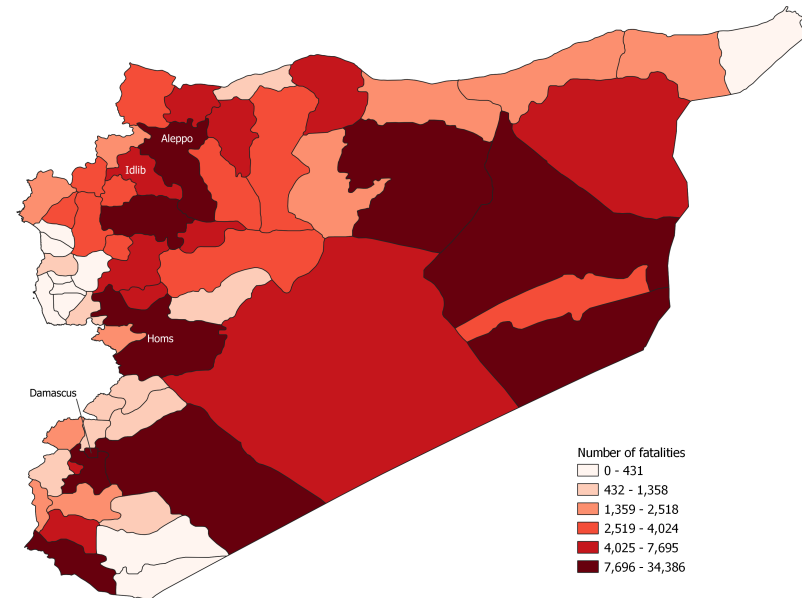 Aleppo
Idlib
Homs
Damascus
Number of fatalities
0 - 431
432 - 1,358
1,359 - 2,518
2,519 - 4,024
4,025 - 7,695
7,696 - 34,386